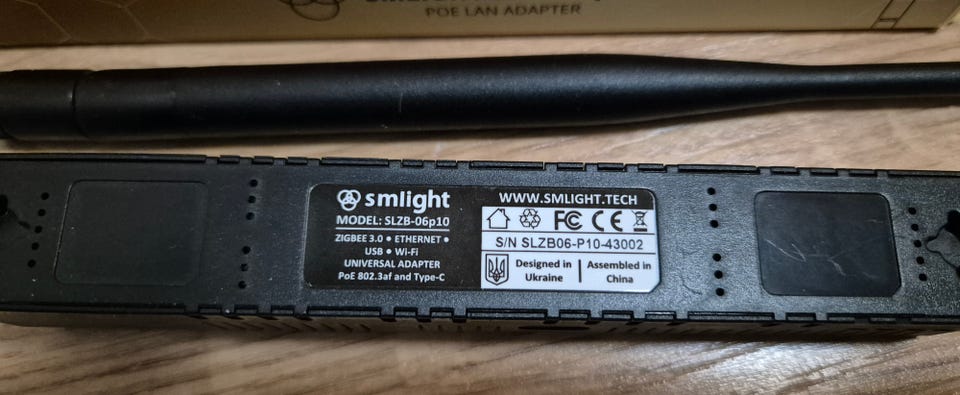 POE LAN ADAPTER
smlight
MODEL: SLZB-06p10
ZIGBEE 3.0 • ETHERNET •
USB • Wi-Fi
UNIVERSAL ADAPTER
PoE 802.3af and Type-C
WWW.SMLIGHT.TECH
FC CE
S/N SLZB06-P10-43002
Designed in
Ukraine
Assembled in
China